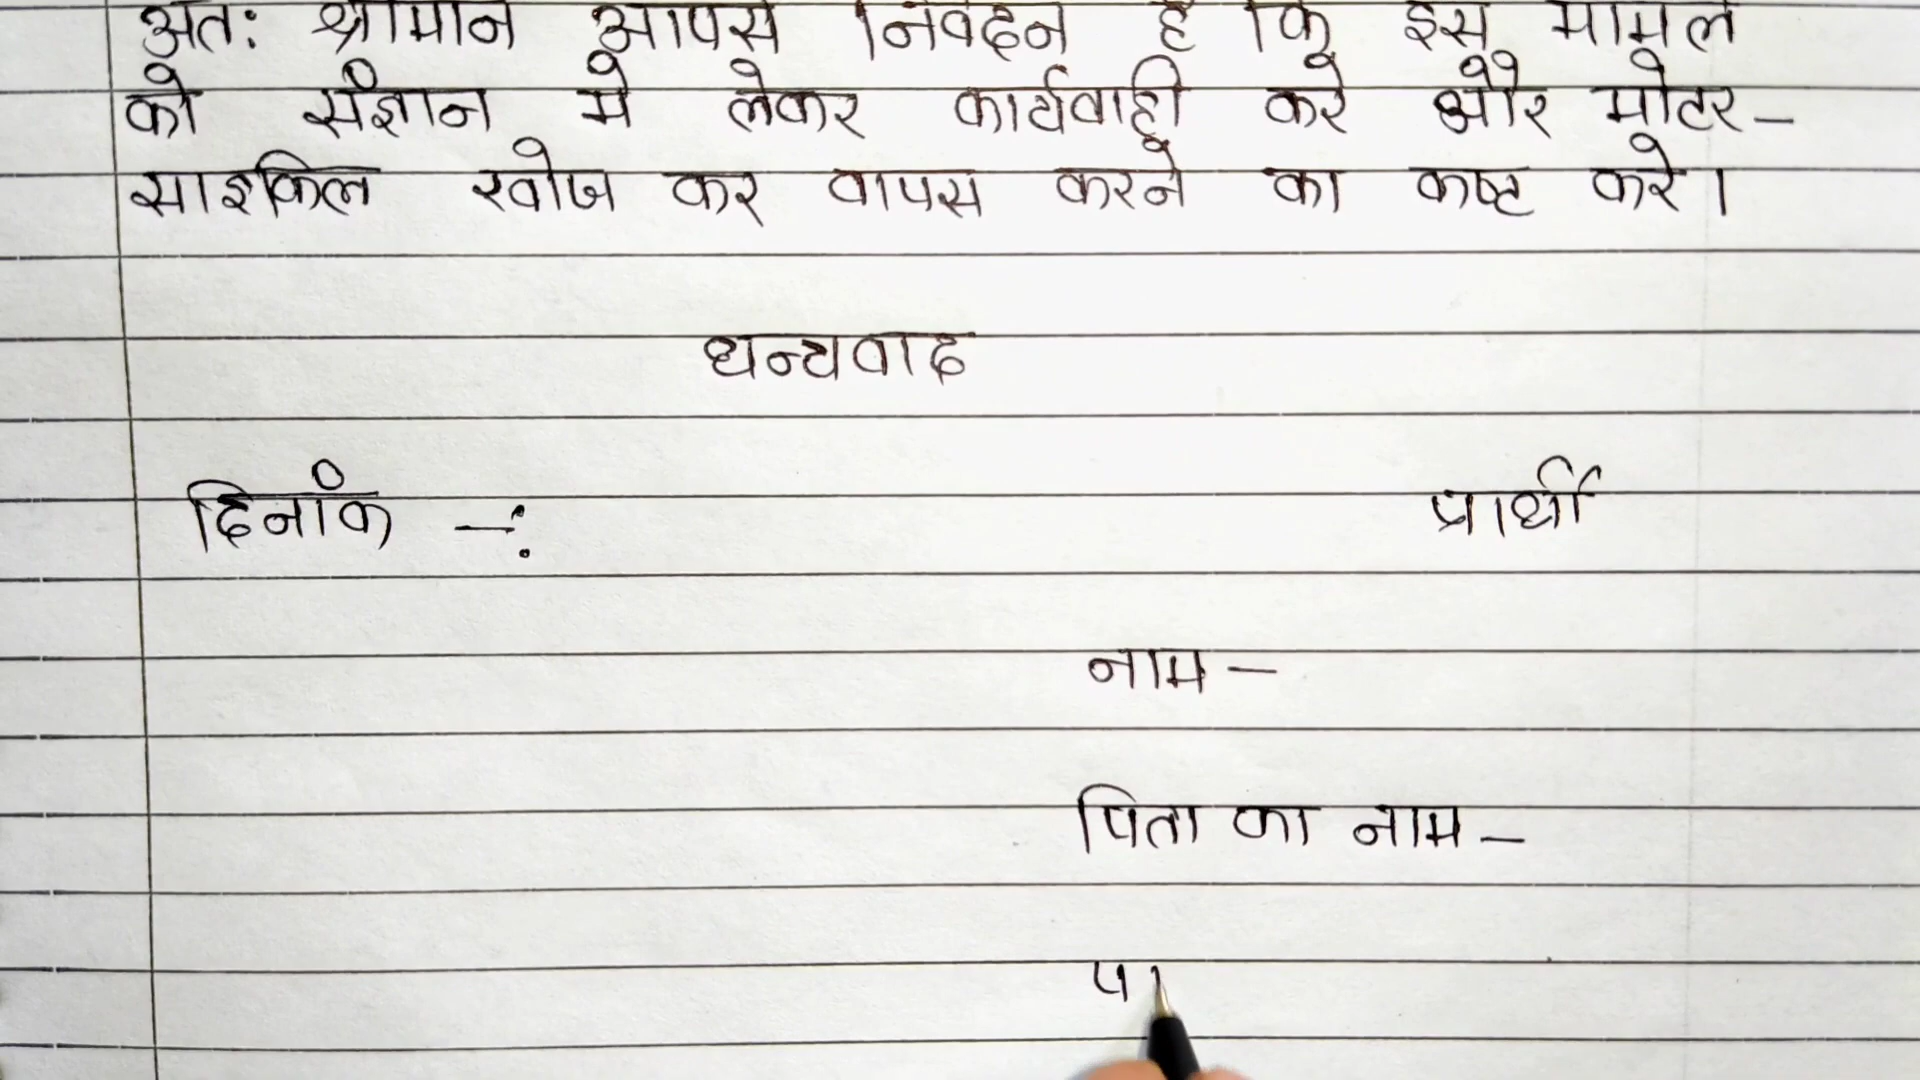 अतः श्रीमान आपसे निवेदन है कि इस मामले
को संज्ञान मे लेकर कार्यवाही करे और मोटर-
साइकिल खोज कर वापस करने का कष्ट करे।
धन्यवाद
दिनांक -: प्रार्थी
नाम -
पिता का नाम -